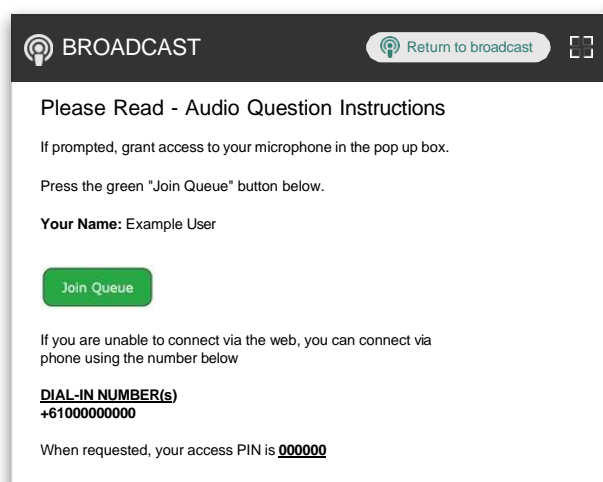 BROADCAST
Return to broadcast
Please Read - Audio Question Instructions
If prompted, grant access to your microphone in the pop up box.
Press the green "Join Queue" button below.
Your Name: Example User
Join Queue
If you are unable to connect via the web, you can connect via
phone using the number below
DIAL-IN NUMBER(s)
+61000000000
When requested, your access PIN is 000000